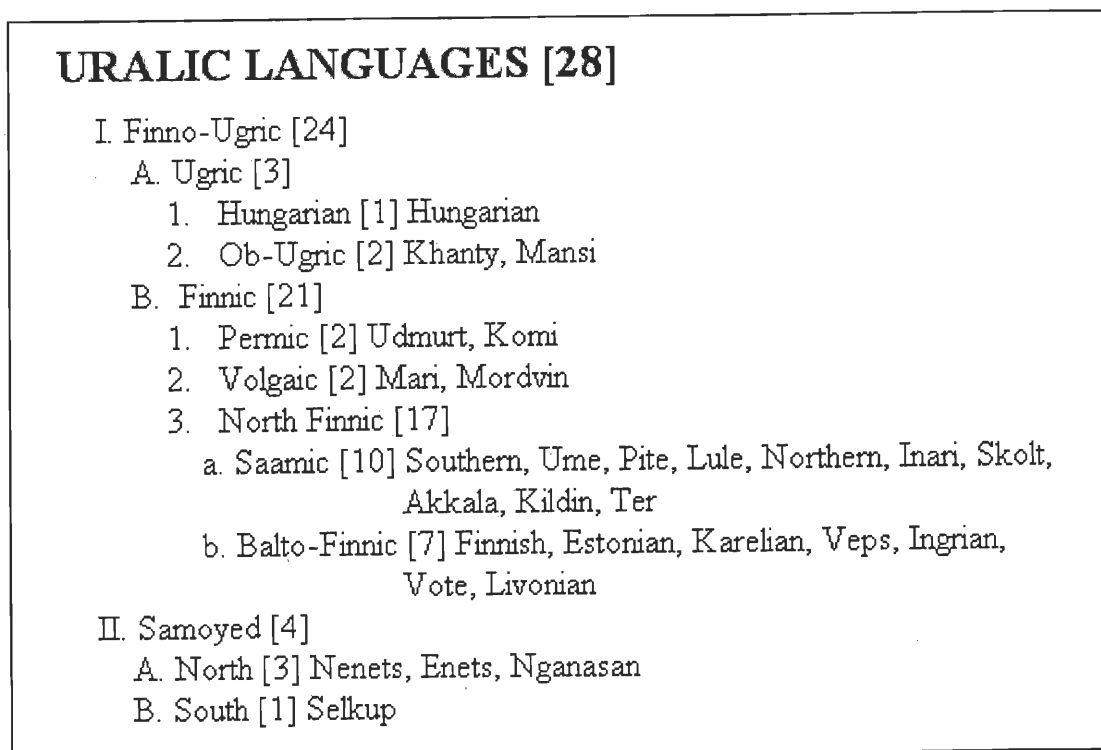 URALIC LANGUAGES [28]
I. Finno-Ugric [24]
A. Ugric [3]
1. Hungarian [1] Hungarian
2. Ob-Ugric [2] Khanty, Mansi
B. Finnic [21]
1. Permic [2] Udmurt, Komi
2. Volgaic [2] Mari, Mordvin
3. North Finnic [17]
a. Saamic [10] Southern, Ume, Pite, Lule, Northern, Inari, Skolt,
Akkala, Kildin, Ter
b. Balto-Finnic [7] Finnish, Estonian, Karelian, Veps, Ingrian,
Vote, Livonian
II. Samoyed [4]
A. North [3] Nenets, Enets, Nganasan
B. South [1] Selkup